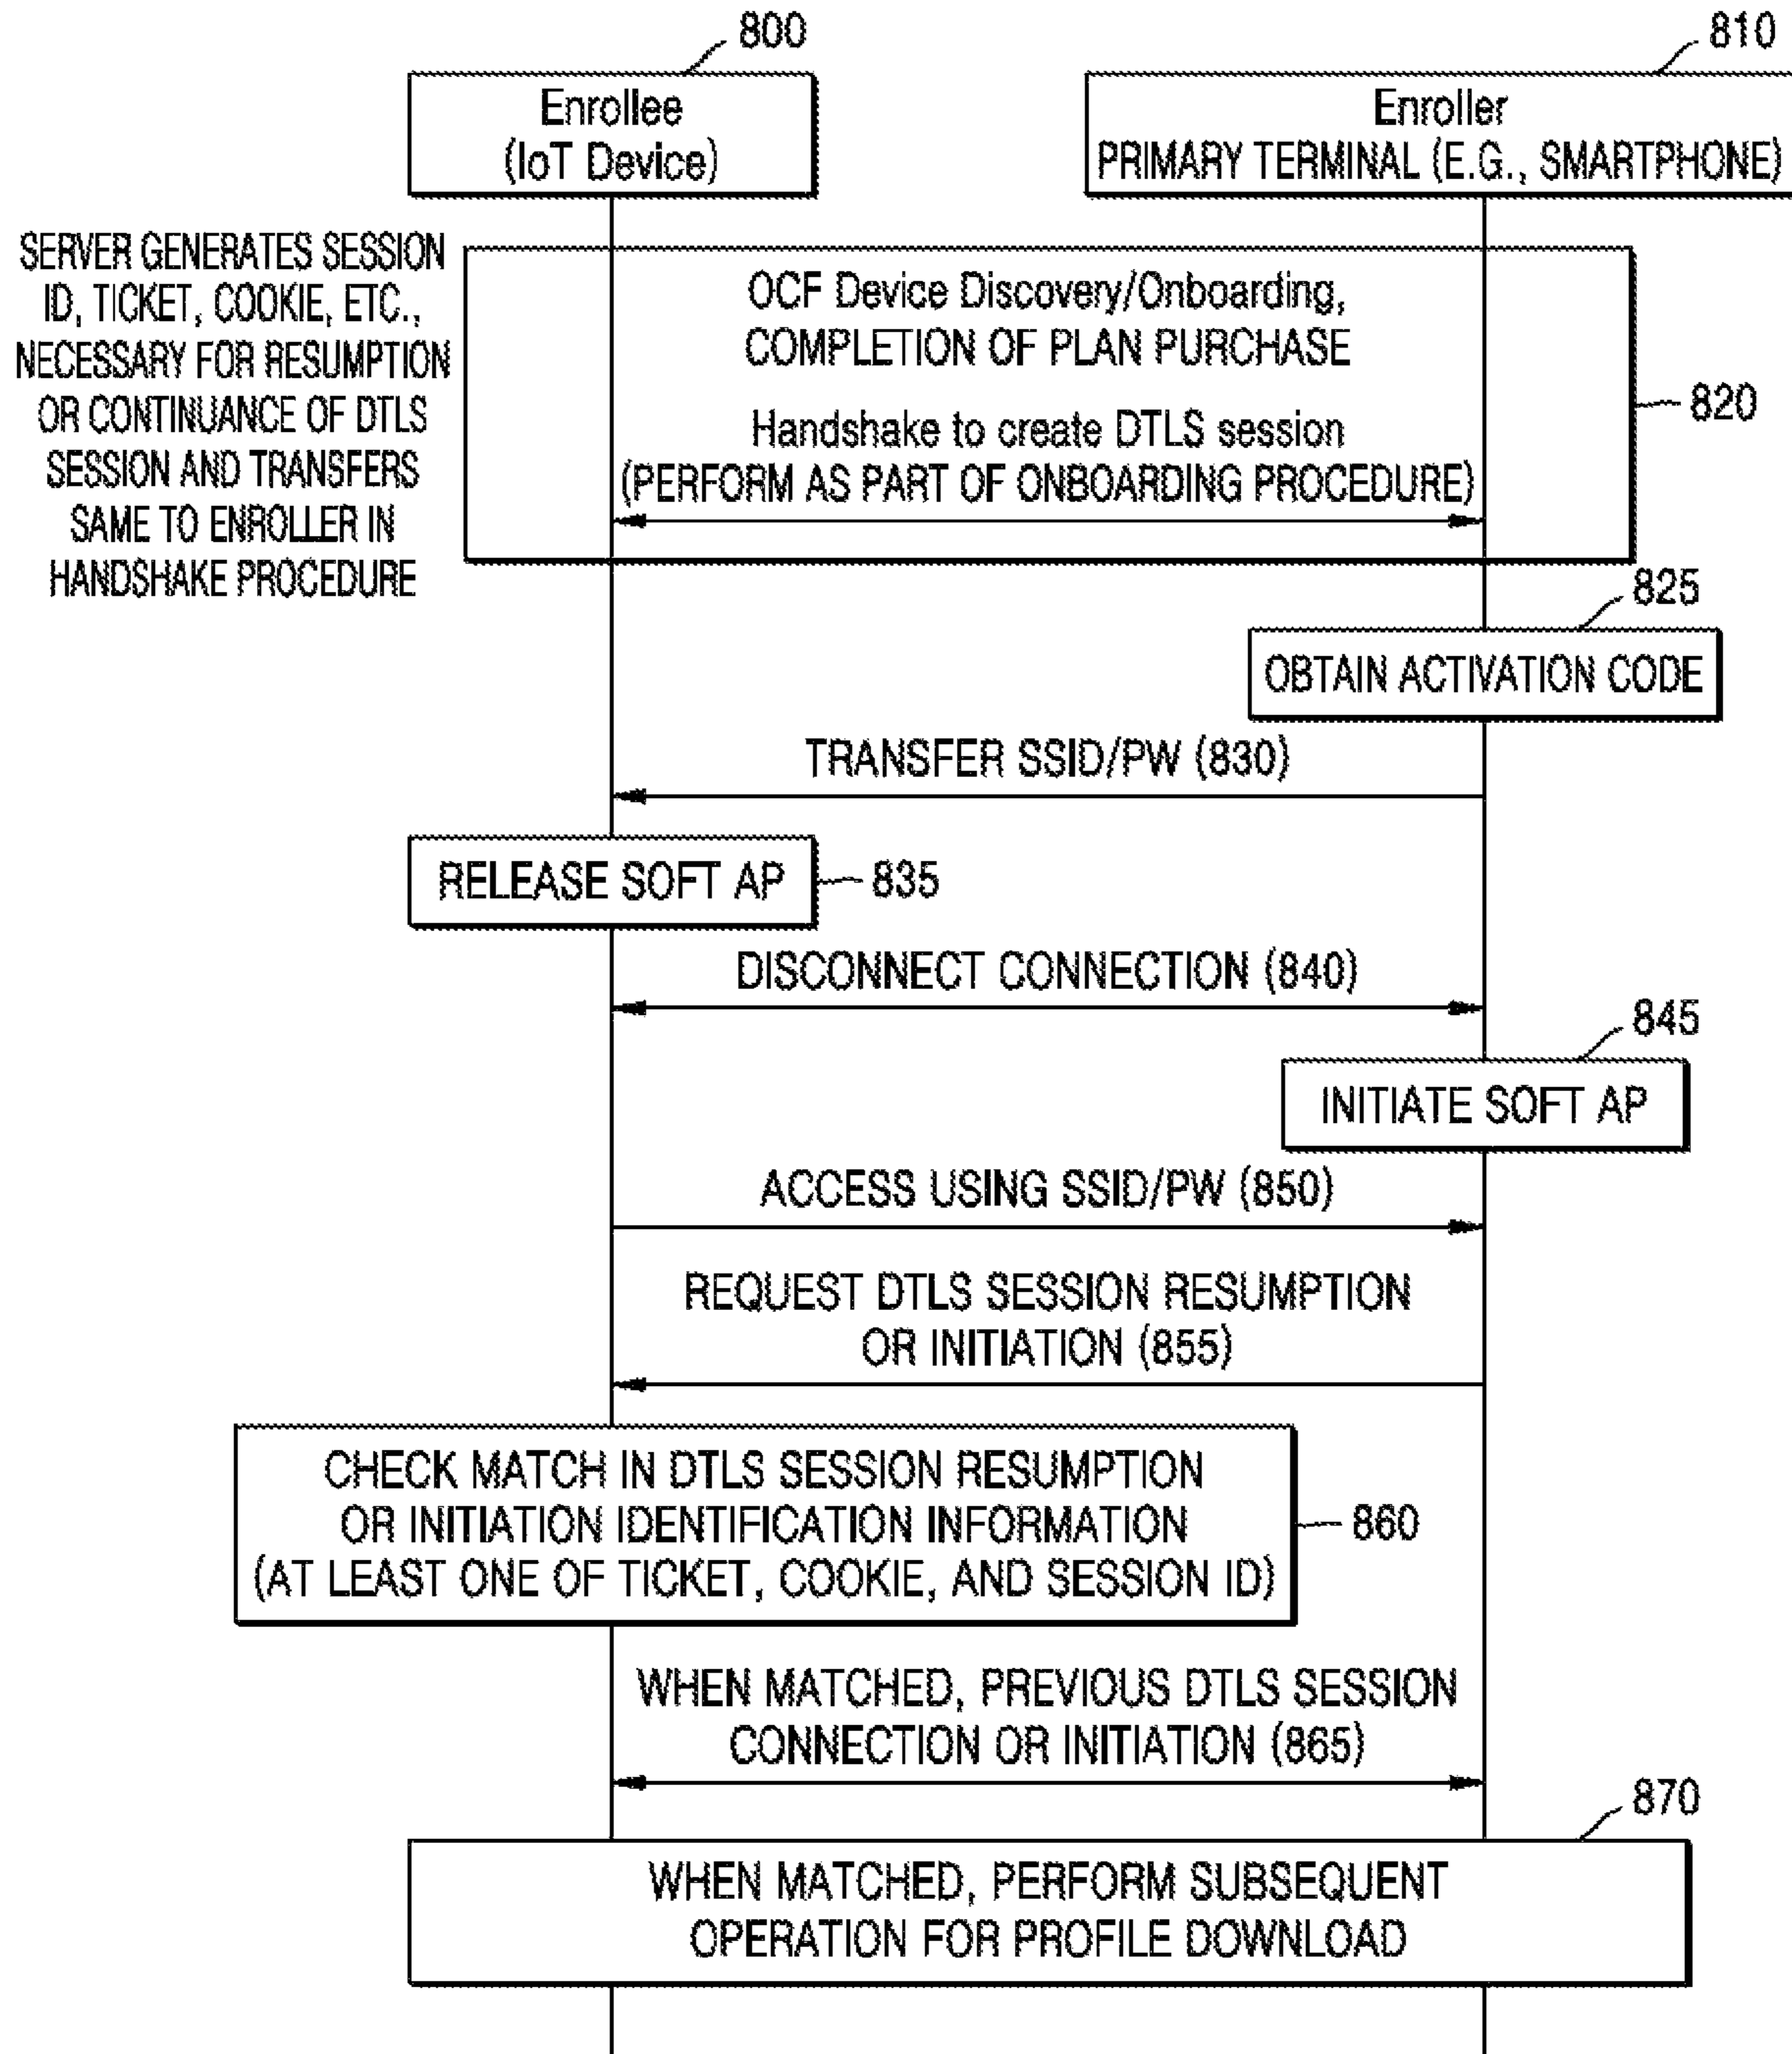 800
810
Enrollee
(IoT Device)
Enroller
PRIMARY TERMINAL (E.G., SMARTPHONE)
SERVER GENERATES SESSION
ID, TICKET, COOKIE, ETC.,
NECESSARY FOR RESUMPTION
OR CONTINUANCE OF DTLS
SESSION AND TRANSFERS
SAME TO ENROLLER IN
HANDSHAKE PROCEDURE
OCF Device Discovery/Onboarding,
COMPLETION OF PLAN PURCHASE
Handshake to create DTLS session
(PERFORM AS PART OF ONBOARDING PROCEDURE)
820
825
OBTAIN ACTIVATION CODE
TRANSFER SSID/PW (830)
RELEASE SOFT AP
835
DISCONNECT CONNECTION (840)
845
INITIATE SOFT AP
ACCESS USING SSID/PW (850)
REQUEST DTLS SESSION RESUMPTION
OR INITIATION (855)
CHECK MATCH IN DTLS SESSION RESUMPTION
OR INITIATION IDENTIFICATION INFORMATION
(AT LEAST ONE OF TICKET, COOKIE, AND SESSION ID)
860
WHEN MATCHED, PREVIOUS DTLS SESSION
CONNECTION OR INITIATION (865)
870
WHEN MATCHED, PERFORM SUBSEQUENT
OPERATION FOR PROFILE DOWNLOAD